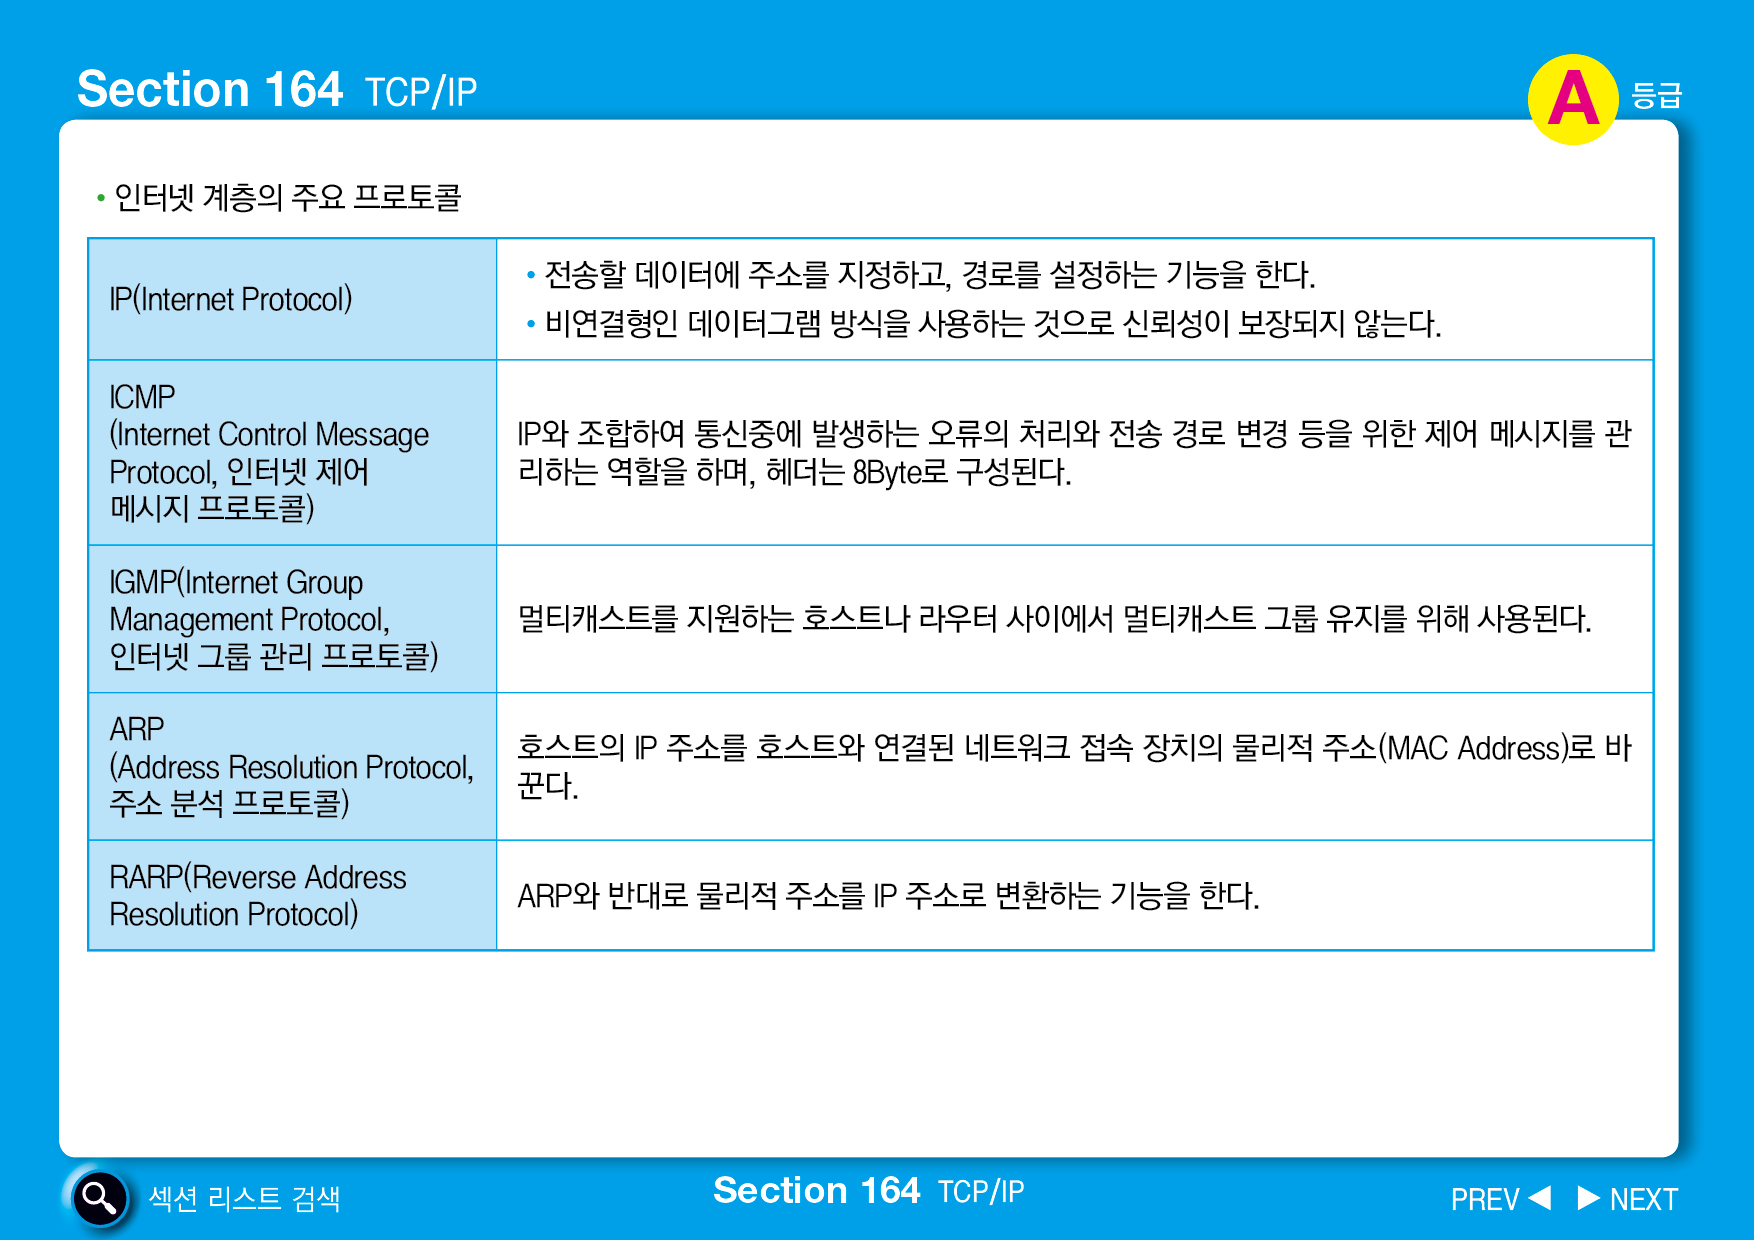 Section 164 TCP/IP
A 등급
• 인터넷 계층의 주요 프로토콜
IP(Internet Protocol)
• 전송할 데이터에 주소를 지정하고, 경로를 설정하는 기능을 한다.
• 비연결형인 데이터그램 방식을 사용하는 것으로 신뢰성이 보장되지 않는다.
ICMP
(Internet Control Message
Protocol, 인터넷 제어
메시지 프로토콜)
IP와 조합하여 통신중에 발생하는 오류의 처리와 전송 경로 변경 등을 위한 제어 메시지를 관
리하는 역할을 하며, 헤더는 8Byte로 구성된다.
IGMP(Internet Group
Management Protocol,
인터넷 그룹 관리 프로토콜)
멀티캐스트를 지원하는 호스트나 라우터 사이에서 멀티캐스트 그룹 유지를 위해 사용된다.
ARP
(Address Resolution Protocol,
주소 분석 프로토콜)
호스트의 IP 주소를 호스트와 연결된 네트워크 접속 장치의 물리적 주소(MAC Address)로 바
꾼다.
RARP(Reverse Address
Resolution Protocol)
ARP와 반대로 물리적 주소를 IP 주소로 변환하는 기능을 한다.
섹션 리스트 검색
Section 164 TCP/IP
PREV ◀ ▶ NEXT